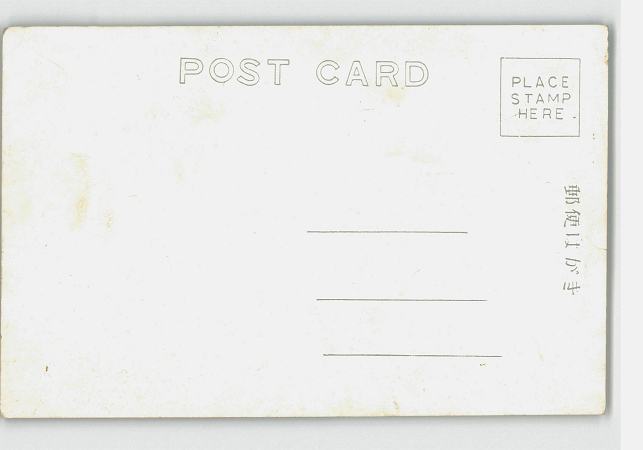 POST CARD
PLACE
STAMP
HERE.
郵便はがき